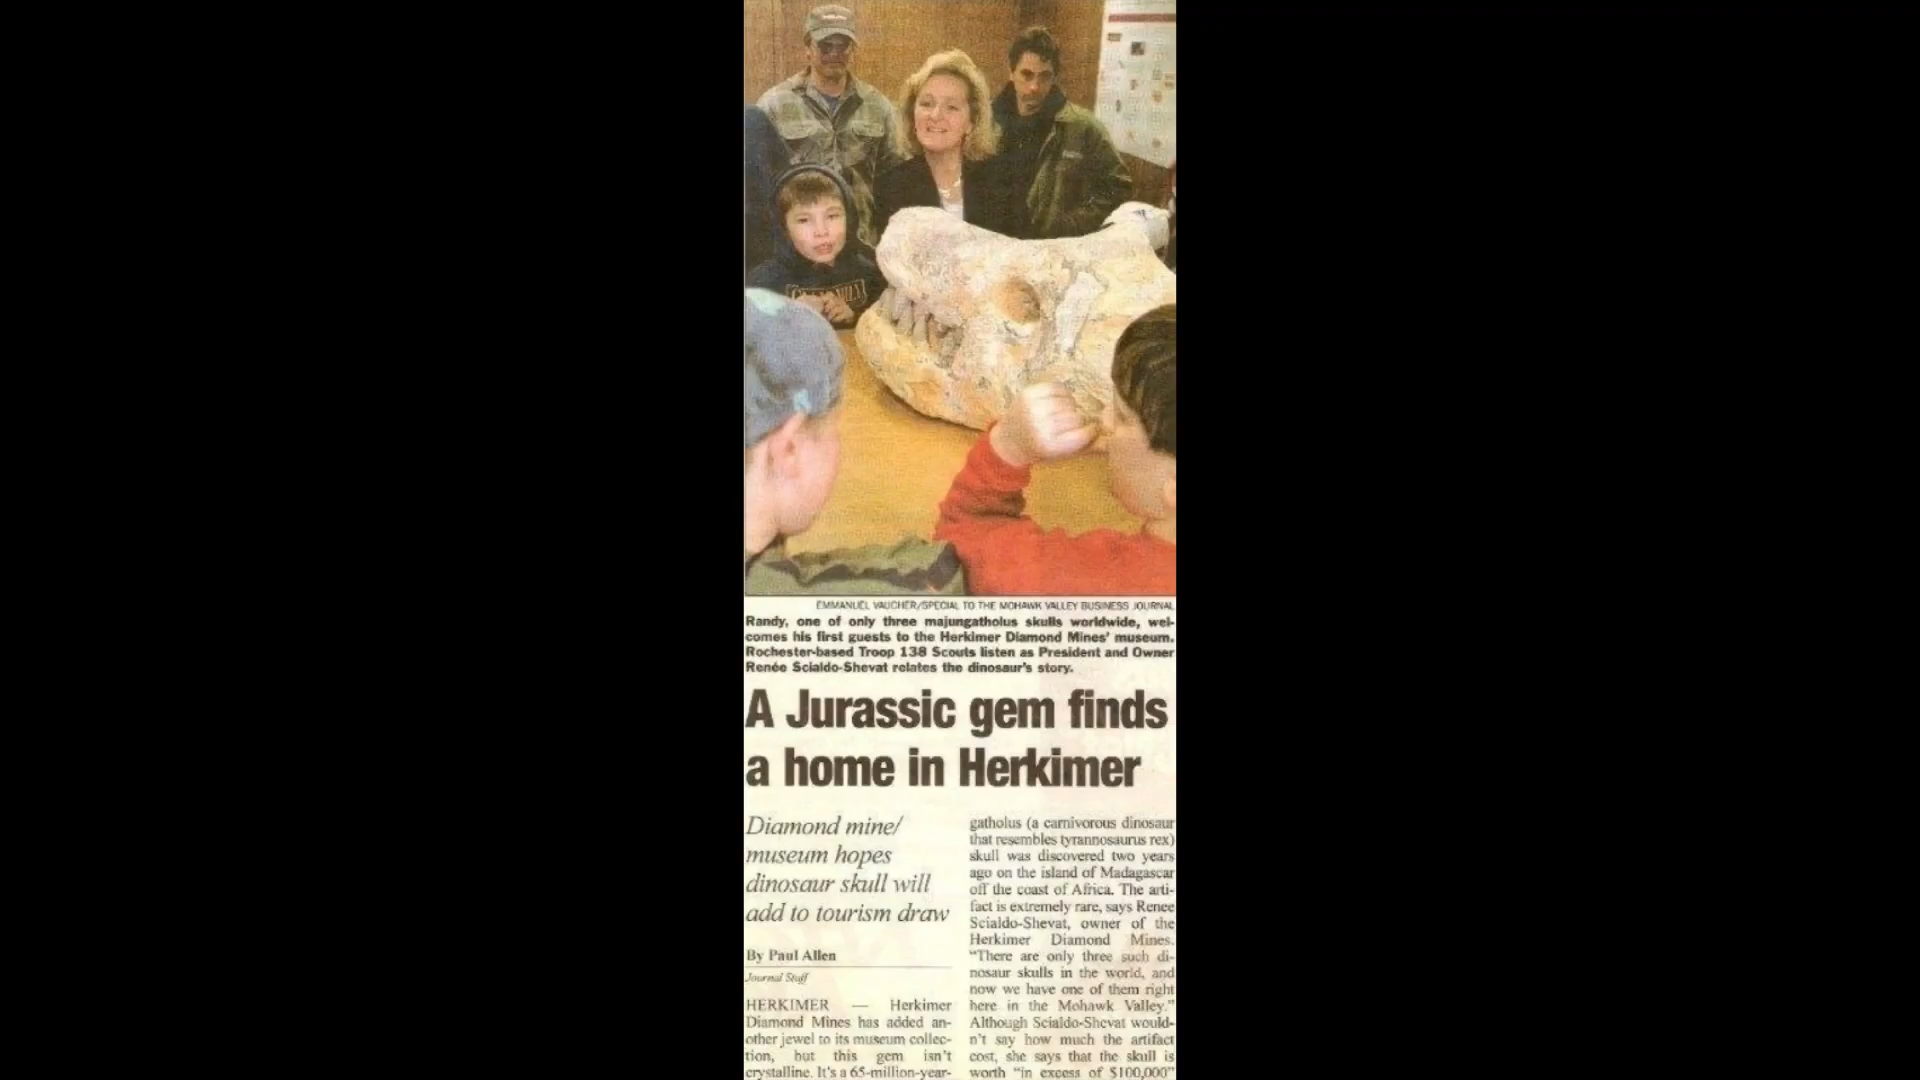 EMMANUEL VAUCHER/SPECIAL TO THE MOHAWK VALLEY BUSINESS JOURNAL
Randy, one of only three majungatholus skulls worldwide, wel-
comes his first guests to the Herkimer Diamond Mines' museum.
Rochester-based Troop 138 Scouts listen as President and Owner
Renée Scialdo-Shevat relates the dinosaur's story.
A Jurassic gem finds
a home in Herkimer
Diamond mine/
museum hopes
dinosaur skull will
add to tourism draw
By Paul Allen
Journal Staff
HERKIMER — Herkimer
Diamond Mines has added an-
other jewel to its museum collec-
tion, but this gem isn't
crystalline. It's a 65-million-year-
gatholus (a carnivorous dinosaur
that resembles tyrannosaurus rex)
skull was discovered two years
ago on the island of Madagascar
off the coast of Africa. The arti-
fact is extremely rare, says Renee
Scialdo-Shevat, owner of the
Herkimer Diamond Mines.
"There are only three such di-
nosaur skulls in the world, and
now we have one of them right
here in the Mohawk Valley."
Although Scialdo-Shevat would-
n't say how much the artifact
cost, she says that the skull is
worth "in excess of $100,000"